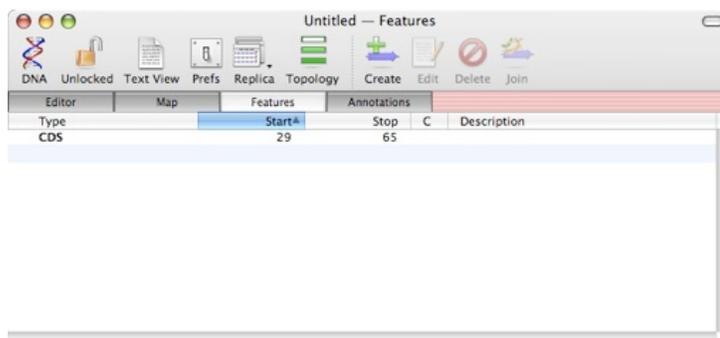 Untitled — Features
DNA Unlocked Text View Prefs Replica Topology Create Edit Delete Join
Editor Map Features Annotations
Type Start Stop C Description
CDS 29 65